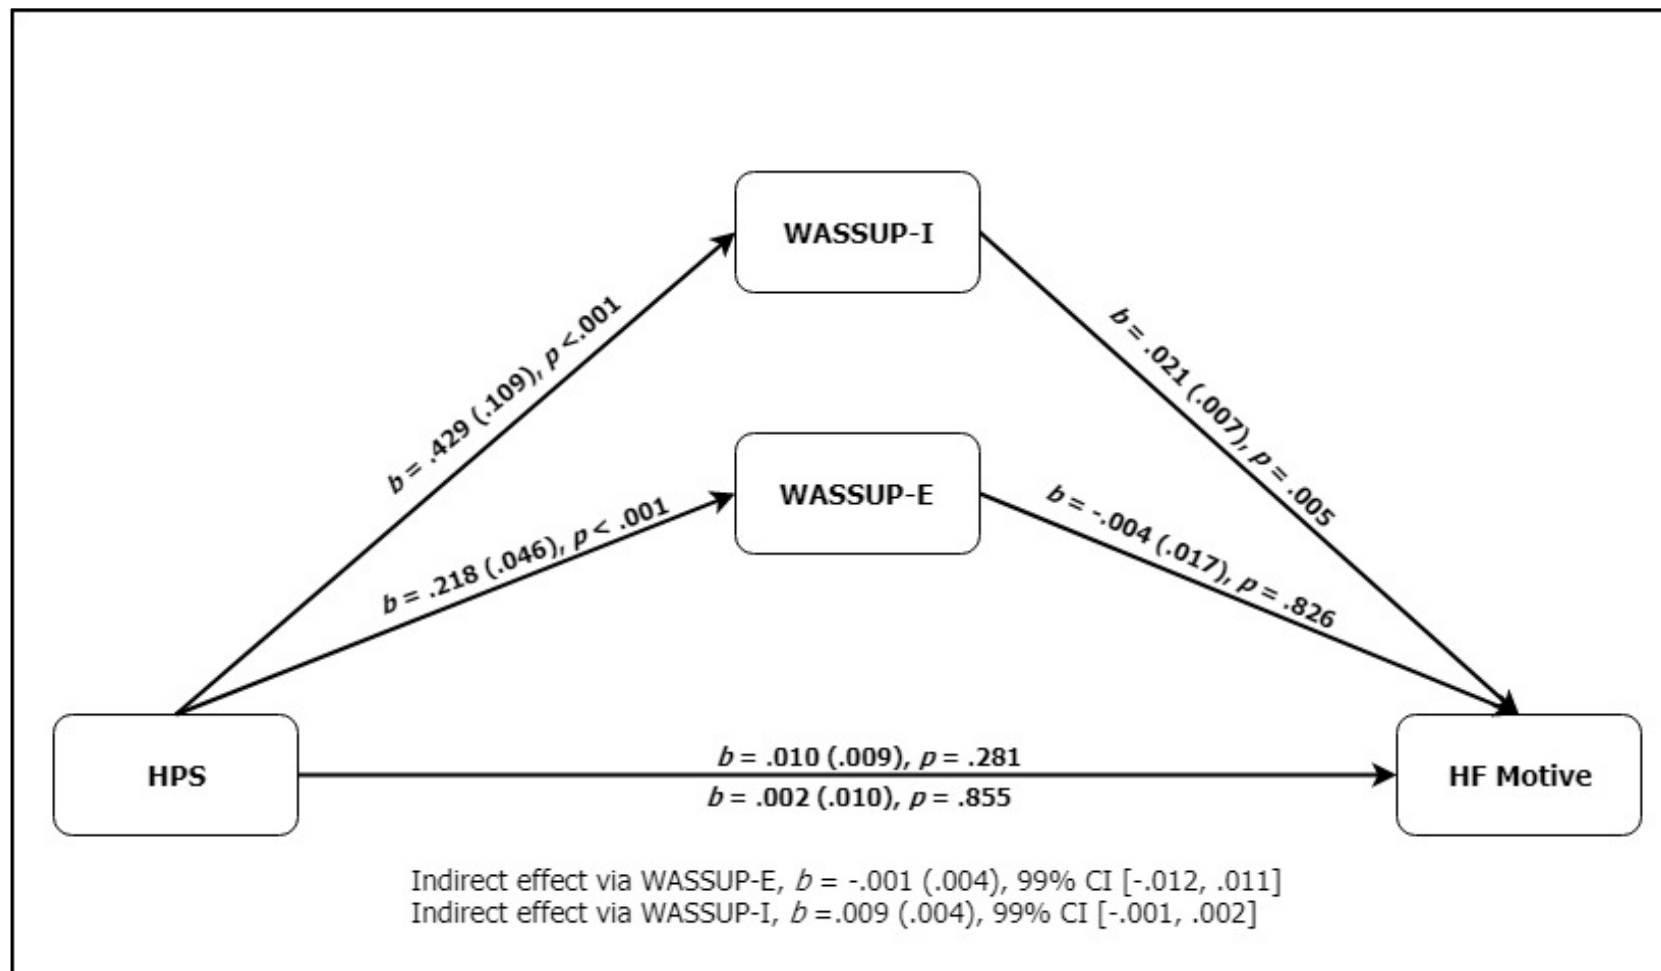 WASSUP-I
b = .429 (.109), p <.001
b = .021 (.007), p = .005
WASSUP-E
b = .218 (.046), p < .001
b = -.004 (.017), p = .826
HPS
b = .010 (.009), p = .281
b = .002 (.010), p = .855
HF Motive
Indirect effect via WASSUP-E, b = -.001 (.004), 99% CI [-.012, .011]
Indirect effect via WASSUP-I, b =.009 (.004), 99% CI [-.001, .002]